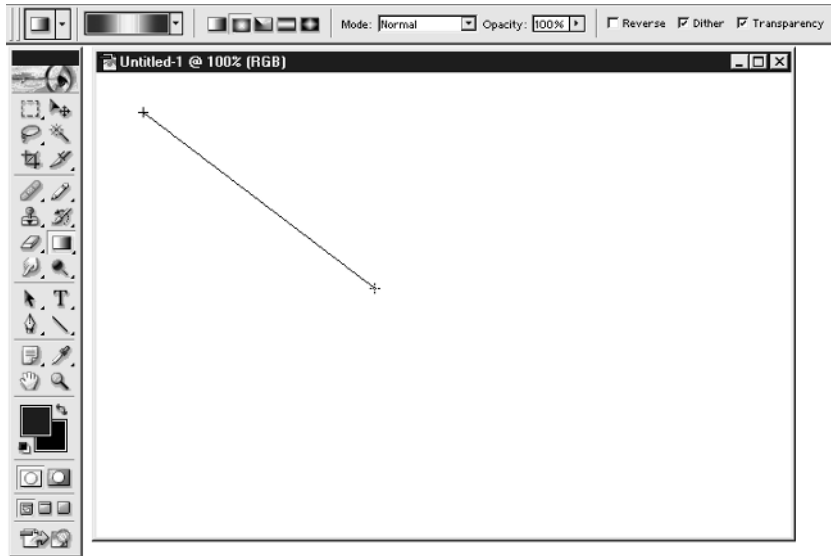 Mode: Normal Opacity: 100% Reverse Dither Transparency
Untitled-1 @ 100% (RGB)
T